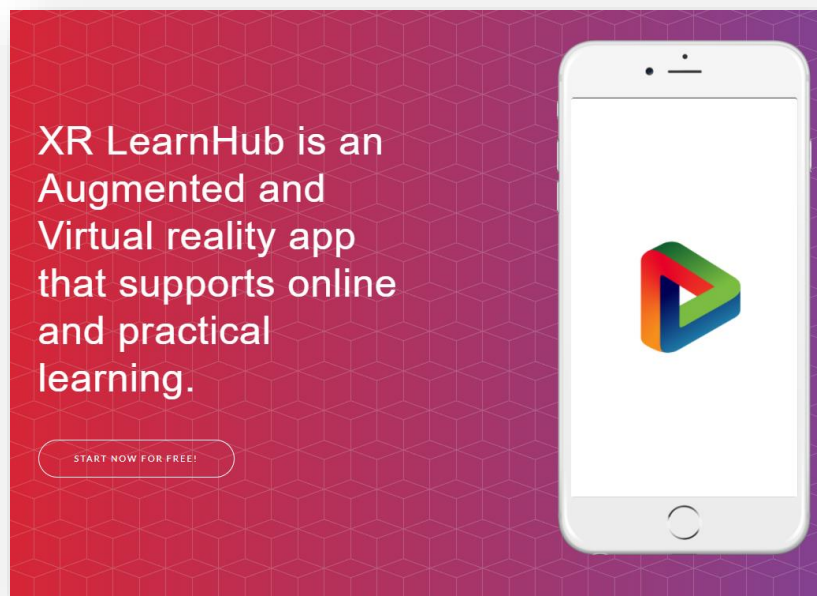 XR LearnHub is an
Augmented and
Virtual reality app
that supports online
and practical
learning.
START NOW FOR FREE!